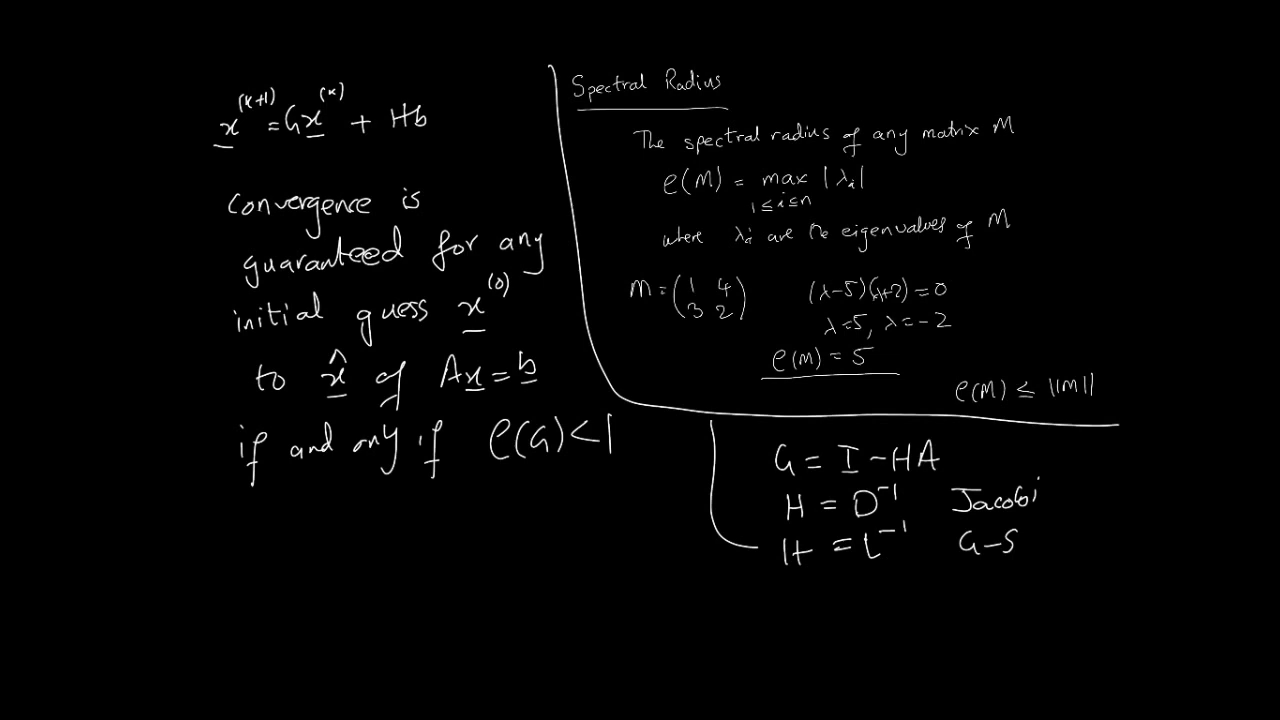 x^(k+1) = Gx^(k) + Hb
Convergence is
guaranteed for any
initial guess x^(0)
to x̂ of Ax = b
if and only if ρ(G) < 1
Spectral Radius
The spectral radius of any matrix M
ρ(M) = max |λi|
1 ≤ i ≤ n
where λi are the eigenvalues of M
M = (1 4
3 2)
(λ-5)(λ+2) = 0
λ = 5, λ = -2
ρ(M) = 5
ρ(M) ≤ ||M||
G = I - HA
H = D^-1 Jacobi
H = L^-1 G-S